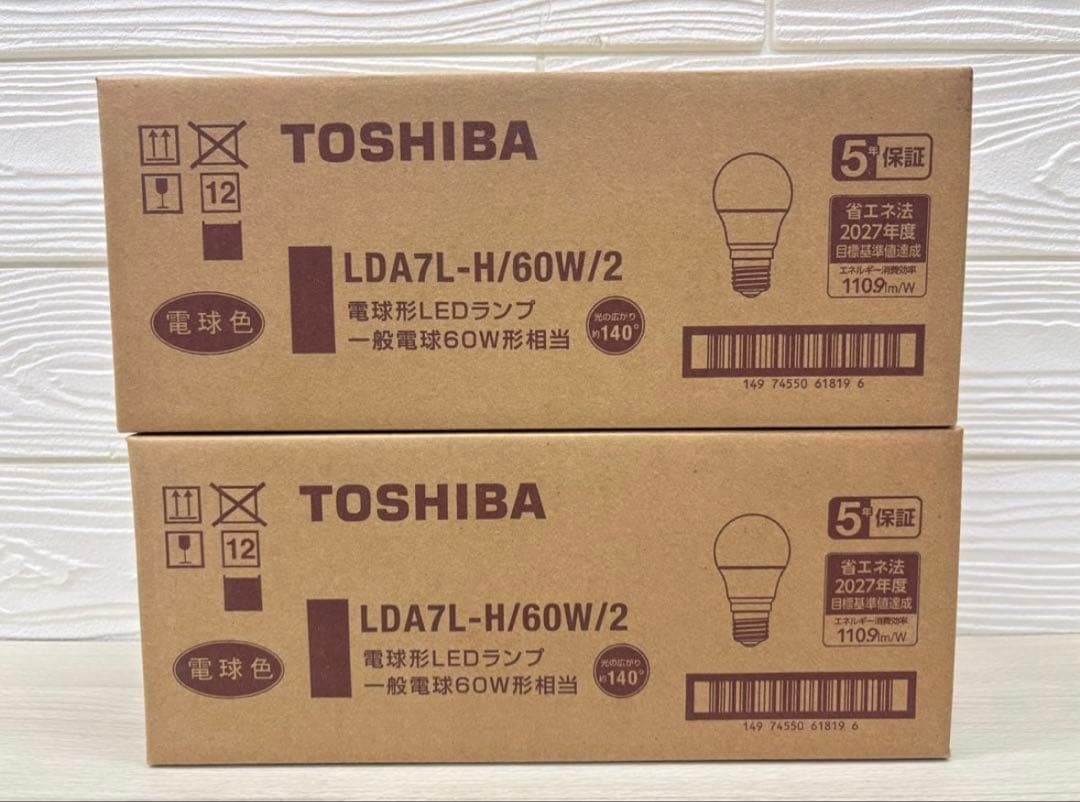 TOSHIBA
12
5年保証
省エネ法
2027年度
目標基準値達成
エネルギー消費効率
110.9lm/W
LDA7L-H/60W/2
電球形LEDランプ
一般電球60W形相当
光の広がり
約140°
電球色
149 74550 61819 6
TOSHIBA
12
5年保証
省エネ法
2027年度
目標基準値達成
エネルギー消費効率
110.9lm/W
LDA7L-H/60W/2
電球形LEDランプ
一般電球60W形相当
光の広がり
約140°
電球色
149 74550 61819 6